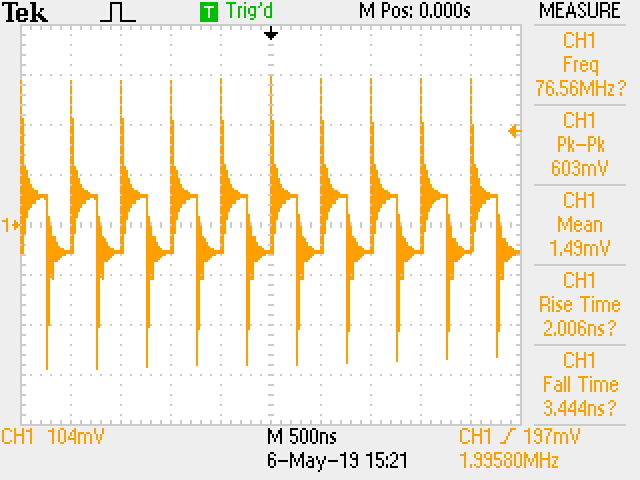 Tek T Trig'd M Pos: 0.000s MEASURE
CH1
Freq
76.56MHz?
CH1
Pk-Pk
603mV
CH1
Mean
1.49mV
CH1
Rise Time
2.006ns?
CH1
Fall Time
3.444ns?
1
CH1 104mV M 500ns CH1 197mV
6-May-19 15:21 1.99580MHz